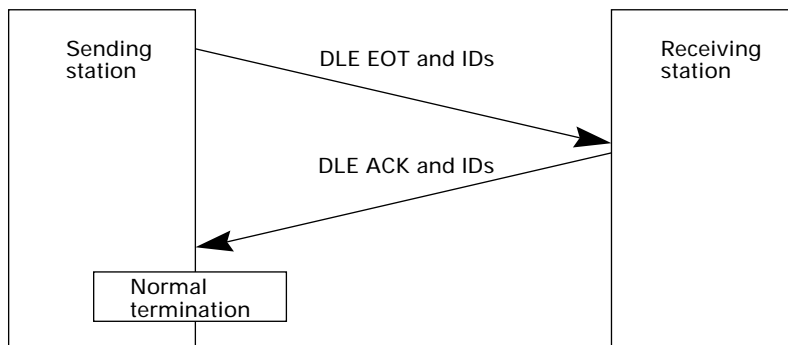 Sending
station
DLE EOT and IDs
Receiving
station
DLE ACK and IDs
Normal
termination